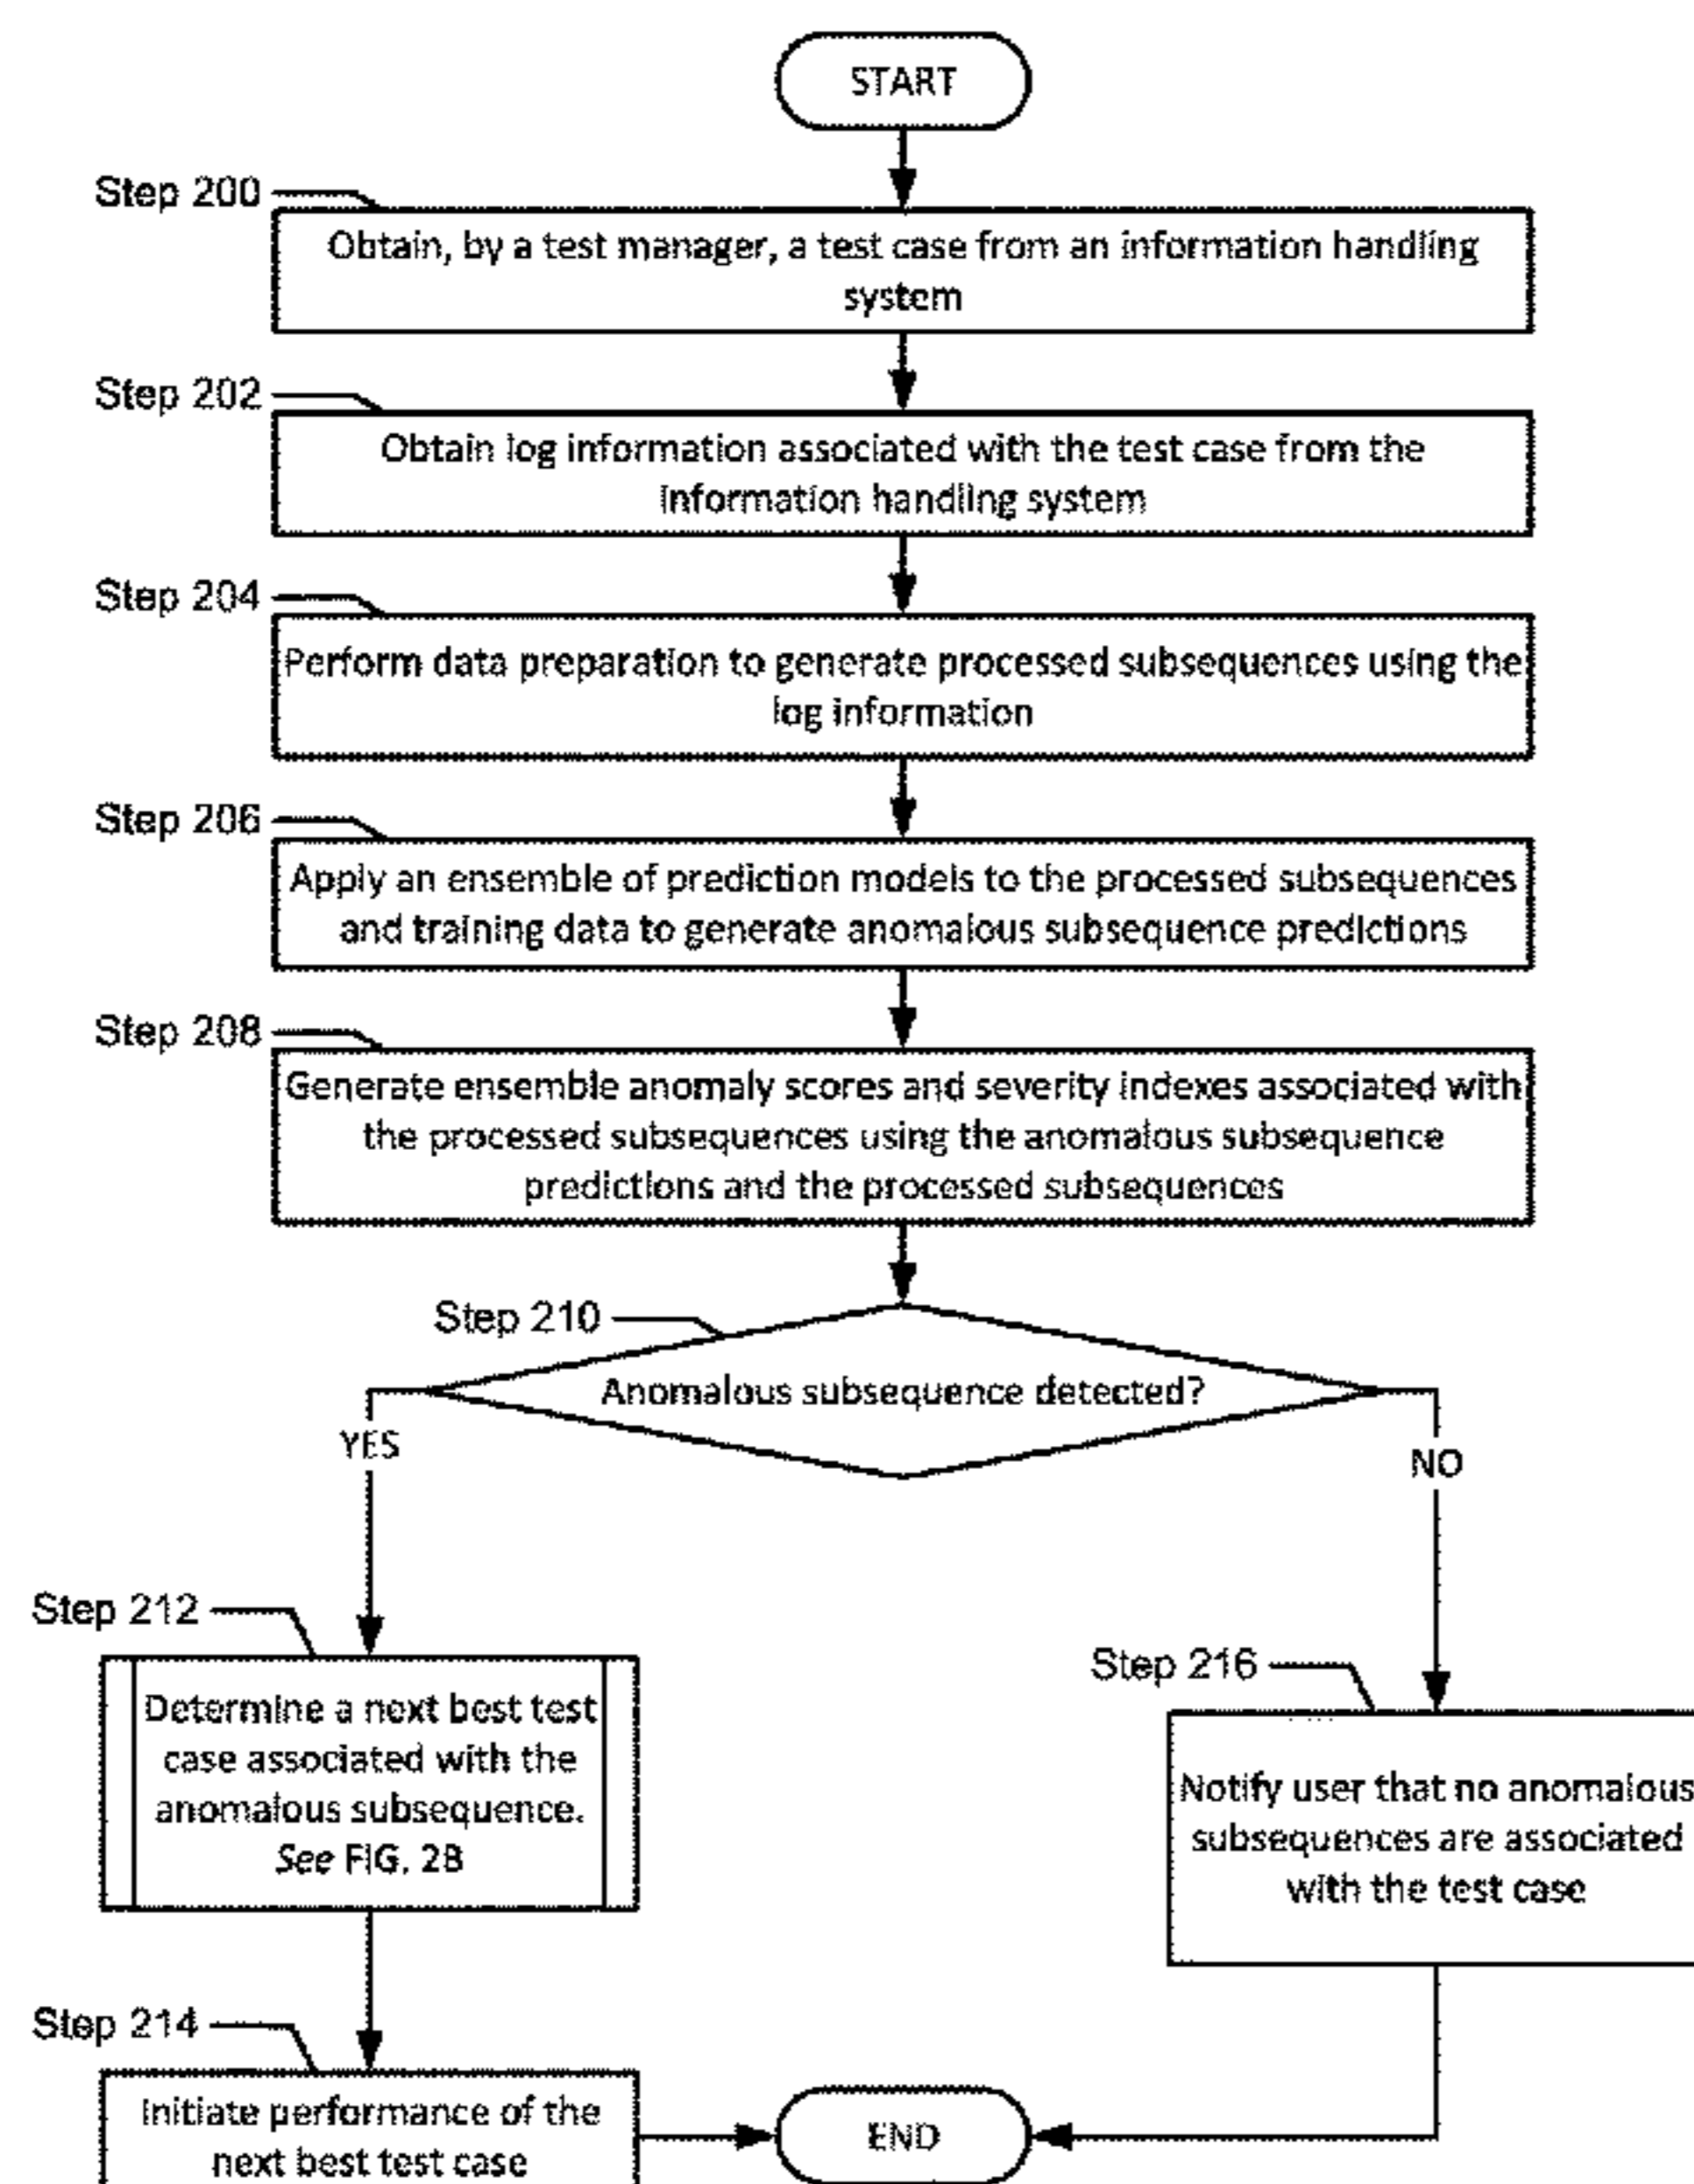 START
Step 200
Obtain, by a test manager, a test case from an information handling
system
Step 202
Obtain log information associated with the test case from the
information handling system
Step 204
Perform data preparation to generate processed subsequences using the
log information
Step 206
Apply an ensemble of prediction models to the processed subsequences
and training data to generate anomalous subsequence predictions
Step 208
Generate ensemble anomaly scores and severity indexes associated with
the processed subsequences using the anomalous subsequence
predictions and the processed subsequences
Step 210
Anomalous subsequence detected?
YES
NO
Step 212
Determine a next best test
case associated with the
anomalous subsequence.
See FIG. 2B
Step 216
Notify user that no anomalous
subsequences are associated
with the test case
Step 214
Initiate performance of the
next best test case
END